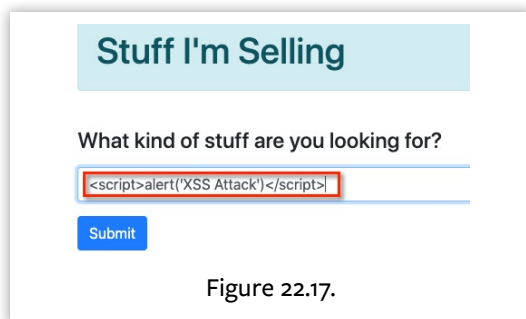 Stuff I'm Selling
What kind of stuff are you looking for?
<script>alert('XSS Attack')</script>
Submit
Figure 22.17.